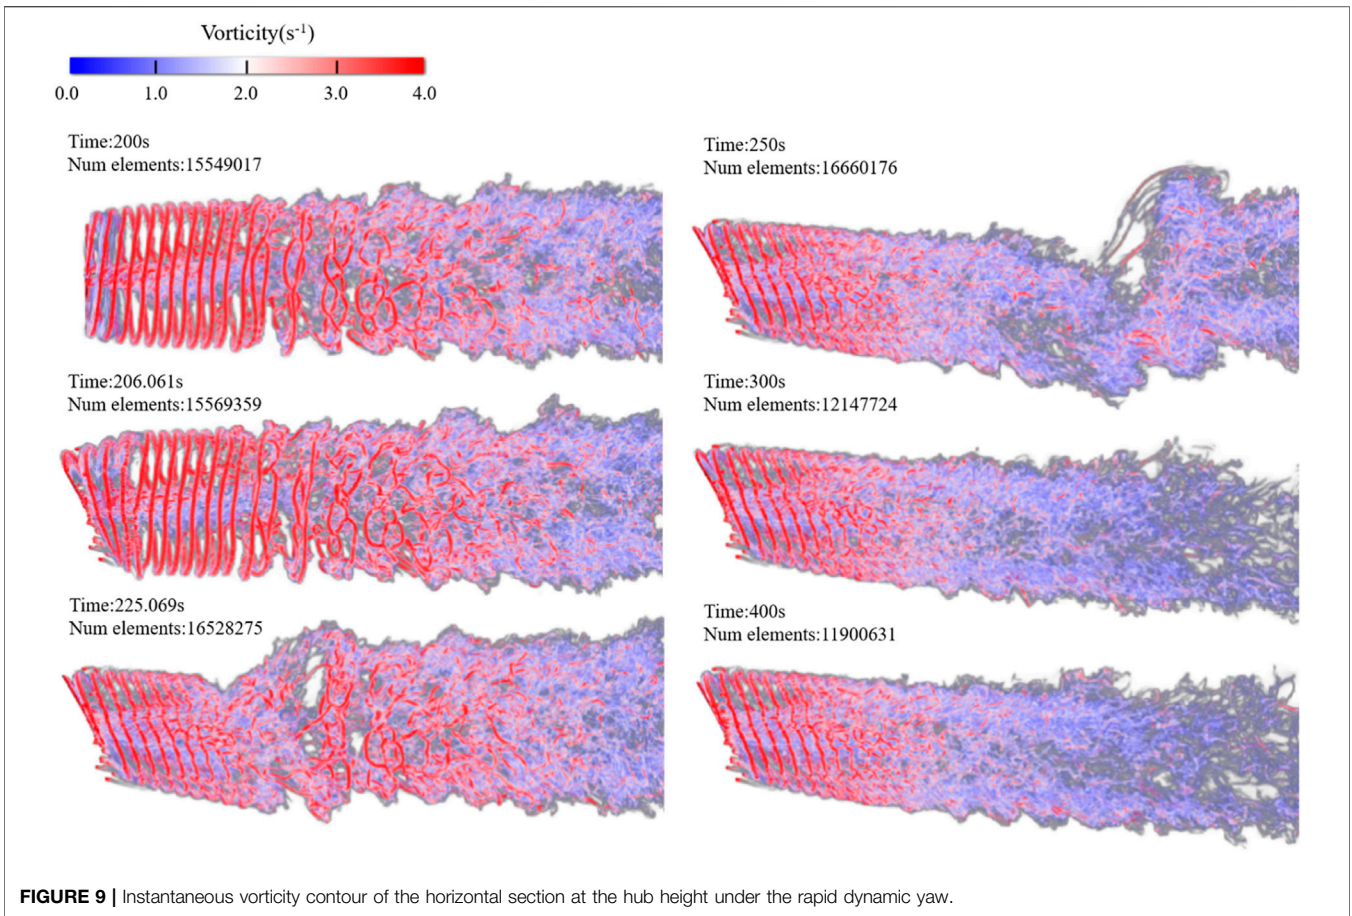 Vorticity(s-1)
0.0 1.0 2.0 3.0 4.0
Time:200s
Num elements:15549017
Time:206.061s
Num elements:15569359
Time:225.069s
Num elements:16528275
Time:250s
Num elements:16660176
Time:300s
Num elements:12147724
Time:400s
Num elements:11900631
FIGURE 9 | Instantaneous vorticity contour of the horizontal section at the hub height under the rapid dynamic yaw.